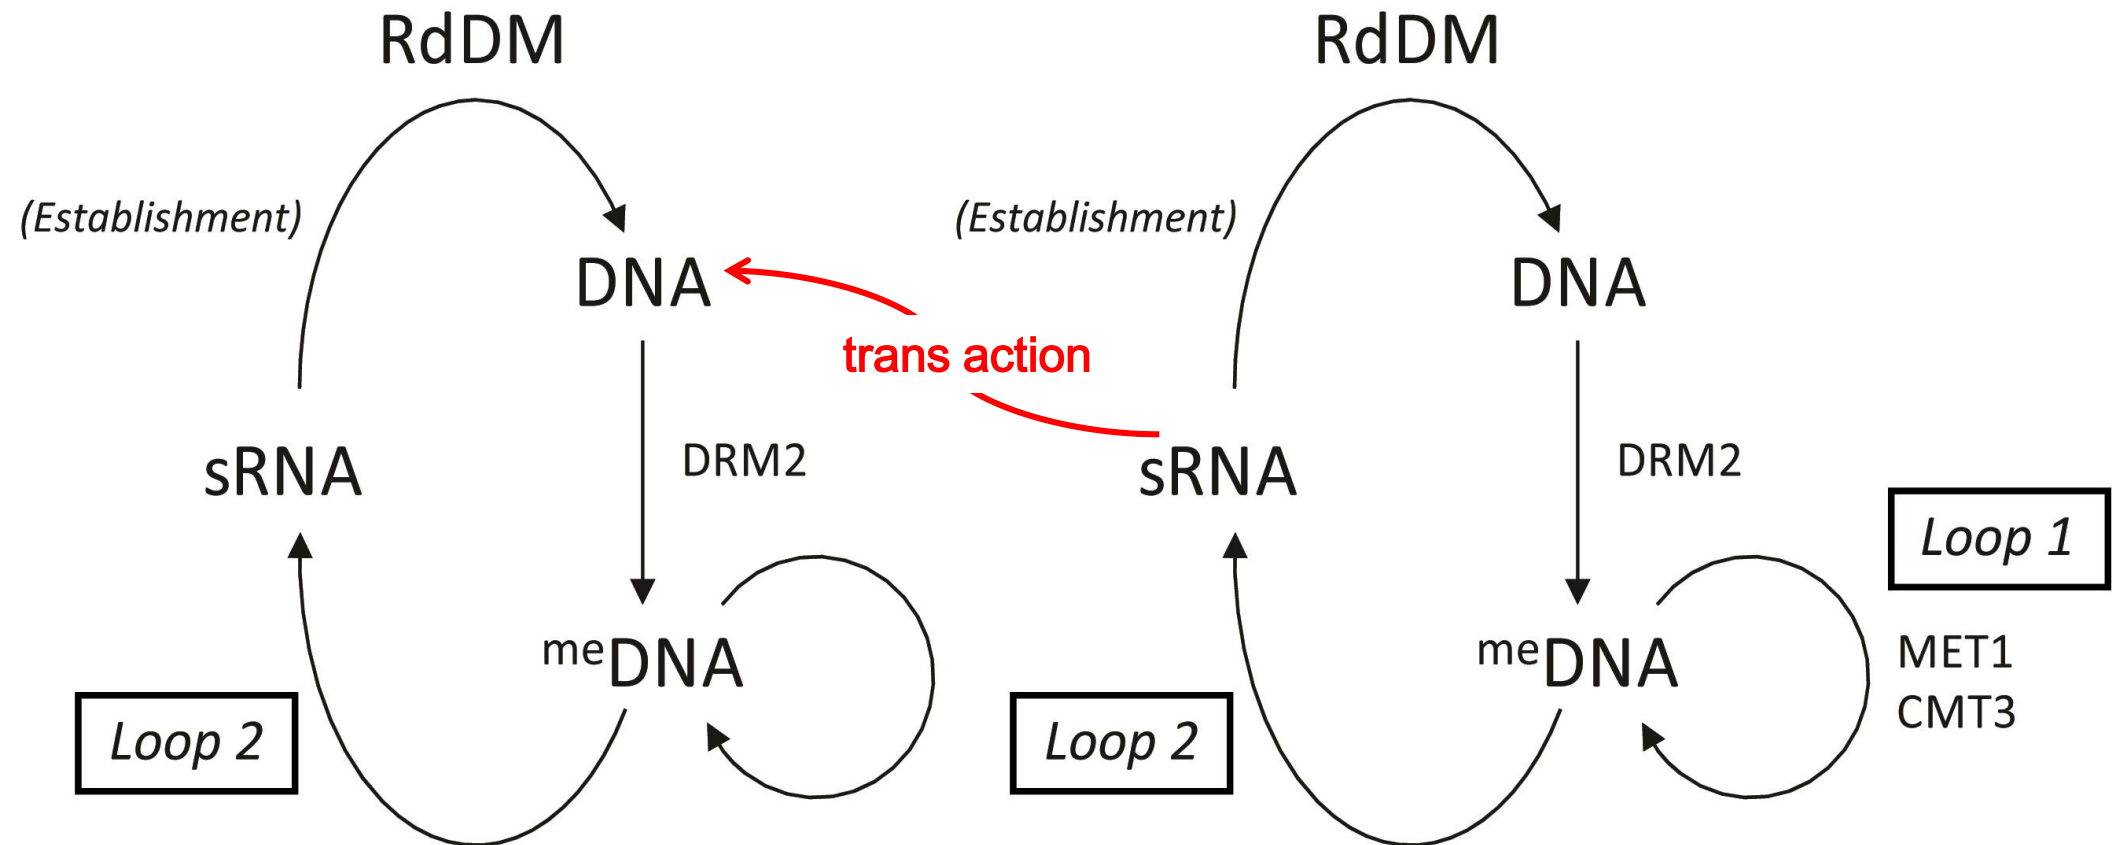 RdDM
(Establishment)
DNA
sRNA
DRM2
meDNA
Loop 2
trans action
RdDM
(Establishment)
DNA
sRNA
DRM2
Loop 1
meDNA
MET1
CMT3
Loop 2